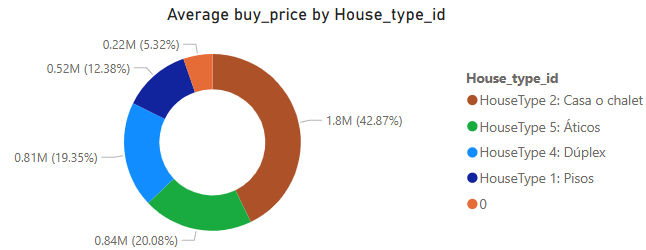 Average buy_price by House_type_id
0.22M (5.32%)
0.52M (12.38%)
0.81M (19.35%)
0.84M (20.08%)
1.8M (42.87%)
House_type_id
HouseType 2: Casa o chalet
HouseType 5: Áticos
HouseType 4: Dúplex
HouseType 1: Pisos
0